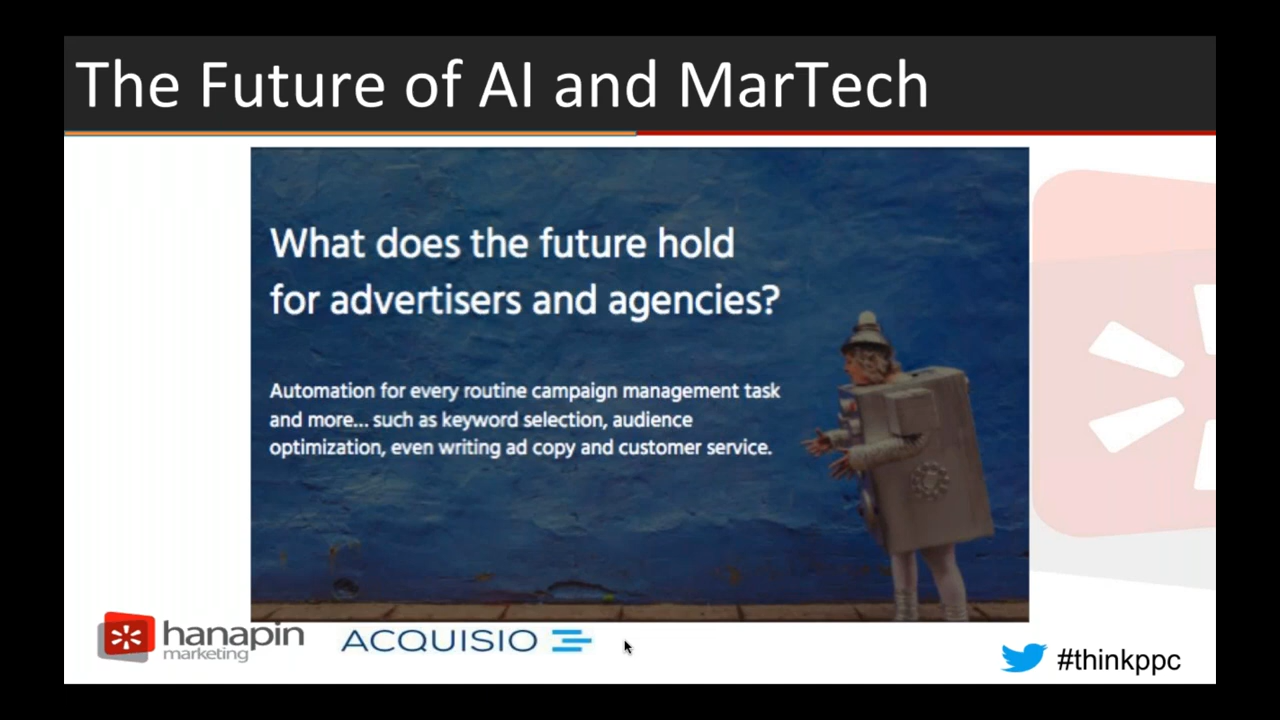 The Future of AI and MarTech
What does the future hold
for advertisers and agencies?
Automation for every routine campaign management task
and more... such as keyword selection, audience
optimization, even writing ad copy and customer service.
hanapin
marketing
ACQUISIO
#thinkppc